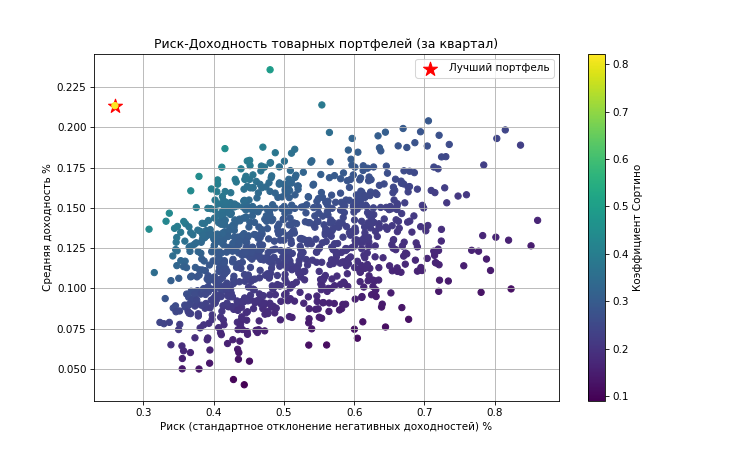 Риск-Доходность товарных портфелей (за квартал)
Лучший портфель
Средняя доходность %
0.225
0.200
0.175
0.150
0.125
0.100
0.075
0.050
0.3 0.4 0.5 0.6 0.7 0.8
Риск (стандартное отклонение негативных доходностей) %
0.8
0.7
0.6
0.5
0.4
0.3
0.2
0.1
Коэффициент Сортино